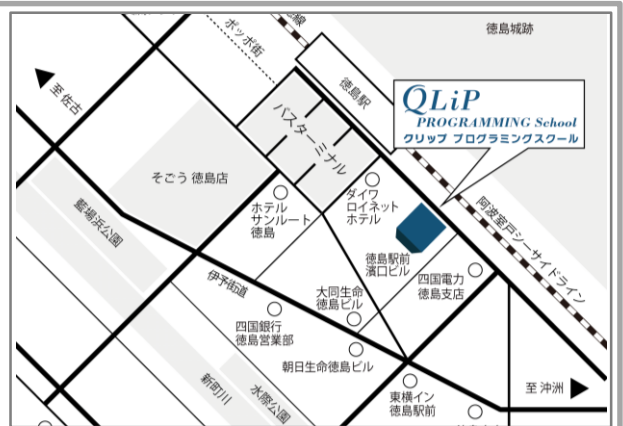 徳島城跡
ポッポ街
徳島駅
至 佐古
バスターミナル
QLiP
PROGRAMMING School
クリップ プログラミングスクール
そごう 徳島店
ホテル
サンルート
徳島
ダイワ
ロイネット
ホテル
阿波室戸シーサイドライン
藍場浜公園
徳島駅前
濱口ビル
四国電力
徳島支店
伊予街道
大同生命
徳島ビル
四国銀行
徳島営業部
朝日生命徳島ビル
新町川
水際公園
東横イン
徳島駅前
至 沖洲